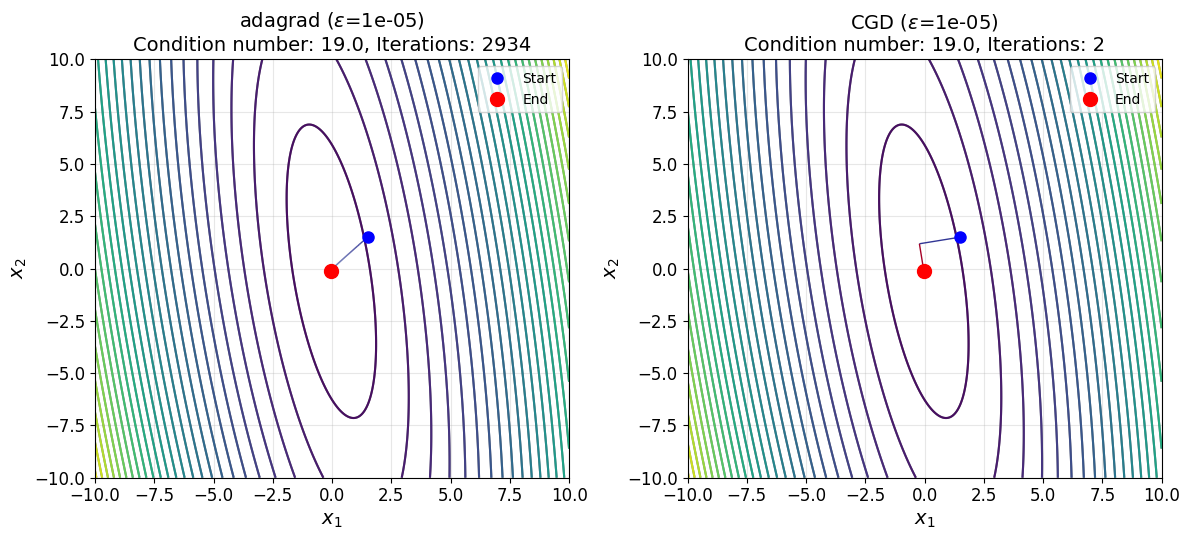 adagrad (ε=1e-05)
Condition number: 19.0, Iterations: 2934
10.0
7.5
5.0
2.5
0.0
−2.5
−5.0
−7.5
−10.0
x₂
Start
End
−10.0 −7.5 −5.0 −2.5 0.0 2.5 5.0 7.5 10.0
x₁
CGD (ε=1e-05)
Condition number: 19.0, Iterations: 2
10.0
7.5
5.0
2.5
0.0
−2.5
−5.0
−7.5
−10.0
x₂
Start
End
−10.0 −7.5 −5.0 −2.5 0.0 2.5 5.0 7.5 10.0
x₁